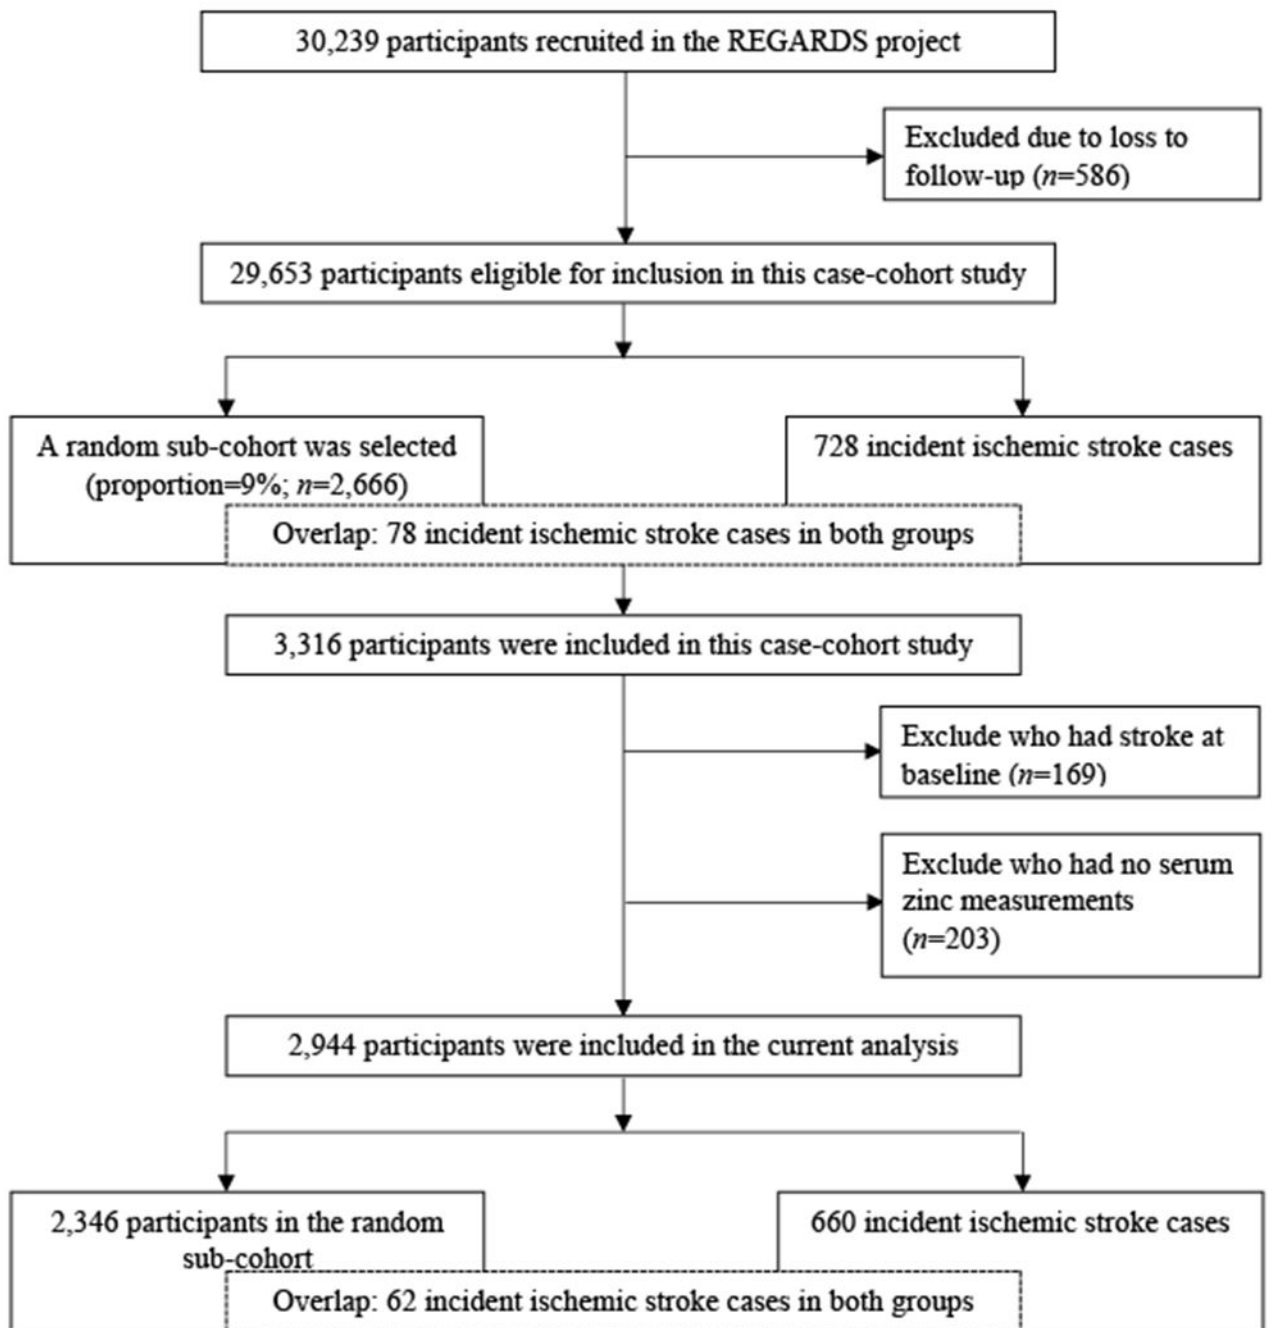 30,239 participants recruited in the REGARDS project
Excluded due to loss to
follow-up (n=586)
29,653 participants eligible for inclusion in this case-cohort study
A random sub-cohort was selected
(proportion=9%; n=2,666)
728 incident ischemic stroke cases
Overlap: 78 incident ischemic stroke cases in both groups
3,316 participants were included in this case-cohort study
Exclude who had stroke at
baseline (n=169)
Exclude who had no serum
zinc measurements
(n=203)
2,944 participants were included in the current analysis
2,346 participants in the random
sub-cohort
660 incident ischemic stroke cases
Overlap: 62 incident ischemic stroke cases in both groups